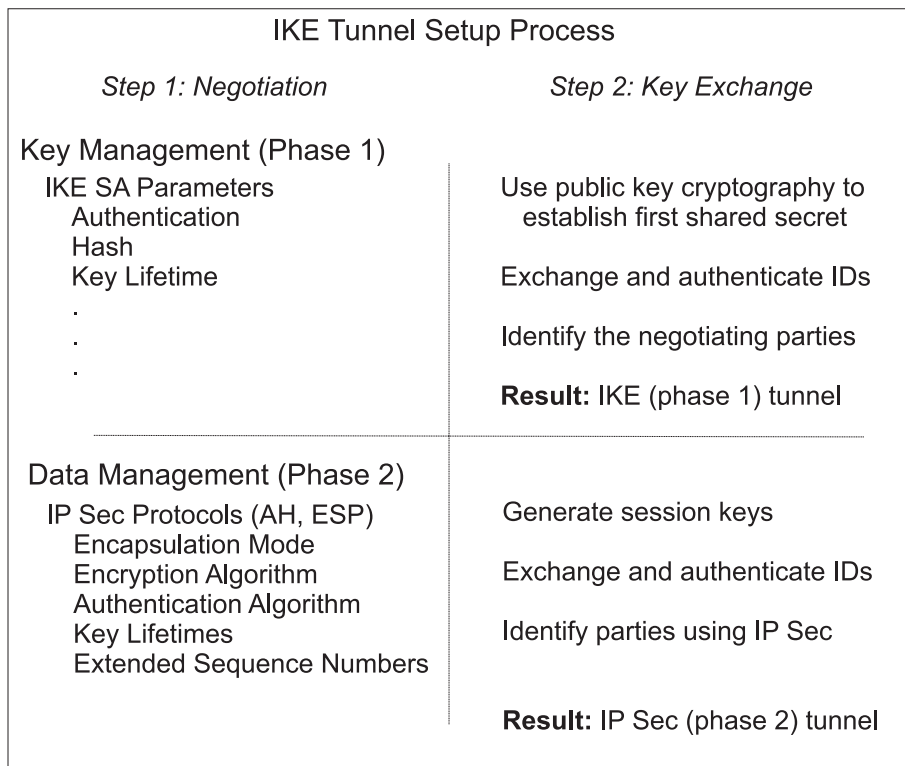 IKE Tunnel Setup Process
Step 1: Negotiation
Step 2: Key Exchange
Key Management (Phase 1)
IKE SA Parameters
Authentication
Hash
Key Lifetime
.
.
.
Use public key cryptography to
establish first shared secret
Exchange and authenticate IDs
Identify the negotiating parties
Result: IKE (phase 1) tunnel
Data Management (Phase 2)
IP Sec Protocols (AH, ESP)
Encapsulation Mode
Encryption Algorithm
Authentication Algorithm
Key Lifetimes
Extended Sequence Numbers
Generate session keys
Exchange and authenticate IDs
Identify parties using IP Sec
Result: IP Sec (phase 2) tunnel